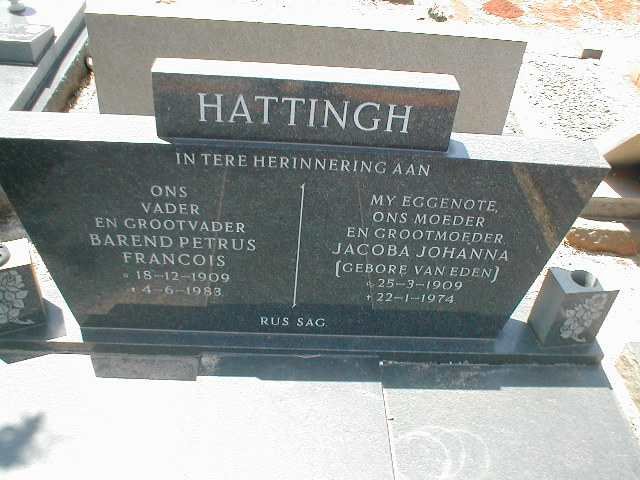 HATTINGH
IN TERE HERINNERING AAN
ONS
VADER
EN GROOTVADER
BAREND PETRUS
FRANCOIS
* 18-12-1909
† 4-6-1983
MY EGGENOTE,
ONS MOEDER
EN GROOTMOEDER
JACOBA JOHANNA
(GEBORE VAN EDEN)
* 25-3-1909
† 22-1-1974
RUS SAG.